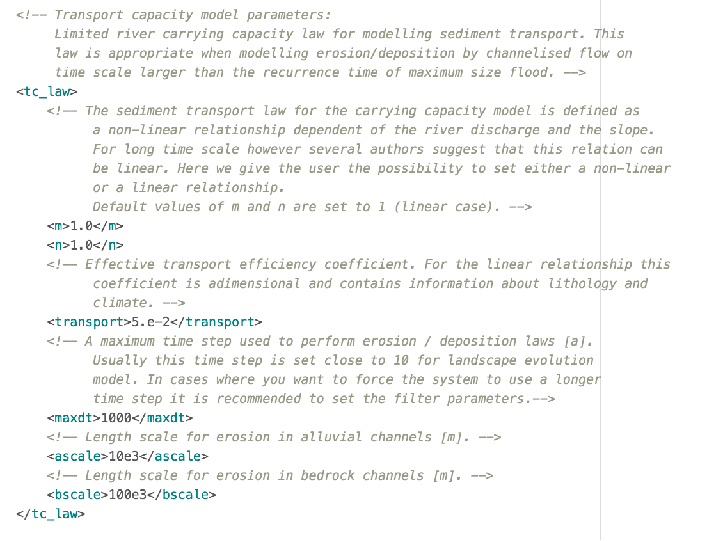 <!-- Transport capacity model parameters:
Limited river carrying capacity law for modelling sediment transport. This
law is appropriate when modelling erosion/deposition by channelised flow on
time scale larger than the recurrence time of maximum size flood. -->
<tc_law>
<!-- The sediment transport law for the carrying capacity model is defined as
a non-linear relationship dependent of the river discharge and the slope.
For long time scale however several authors suggest that this relation can
be linear. Here we give the user the possibility to set either a non-linear
or a linear relationship.
Default values of m and n are set to 1 (linear case). -->
<m>1.0</m>
<n>1.0</n>
<!-- Effective transport efficiency coefficient. For the linear relationship this
coefficient is adimensional and contains information about lithology and
climate. -->
<transport>5.e-2</transport>
<!-- A maximum time step used to perform erosion / deposition laws [a].
Usually this time step is set close to 10 for landscape evolution
model. In cases where you want to force the system to use a longer
time step it is recommended to set the filter parameters.-->
<maxdt>1000</maxdt>
<!-- Length scale for erosion in alluvial channels [m]. -->
<ascale>10e3</ascale>
<!-- Length scale for erosion in bedrock channels [m]. -->
<bscale>100e3</bscale>
</tc_law>